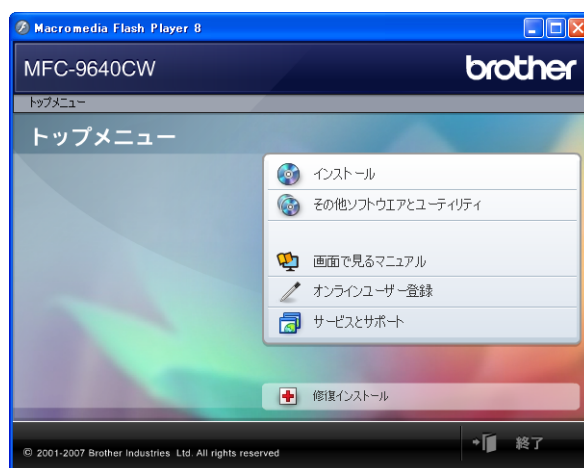 Macromedia Flash Player 8
MFC-9640CW
brother
トップメニュー
トップメニュー
インストール
その他ソフトウエアとユーティリティ
画面で見るマニュアル
オンラインユーザー登録
サービスとサポート
修復インストール
© 2001-2007 Brother Industries Ltd. All rights reserved
終了